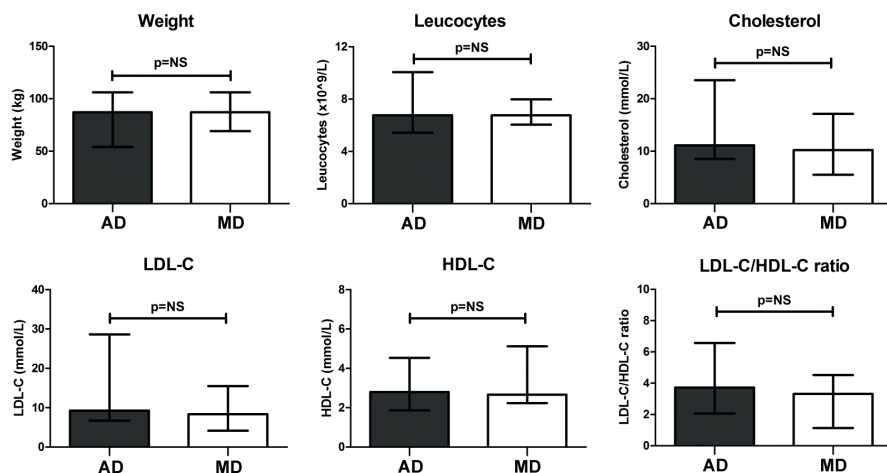 Weight
Weight (kg)
150
100
50
0
p=NS
AD
MD
Leucocytes
Leucocytes (x10^9/L)
12
9
6
3
0
p=NS
AD
MD
Cholesterol
Cholesterol (mmol/L)
30
20
10
0
p=NS
AD
MD
LDL-C
LDL-C (mmol/L)
40
30
20
10
0
p=NS
AD
MD
HDL-C
HDL-C (mmol/L)
8
6
4
2
0
p=NS
AD
MD
LDL-C/HDL-C ratio
LDL-C/HDL-C ratio
10
8
6
4
2
0
p=NS
AD
MD